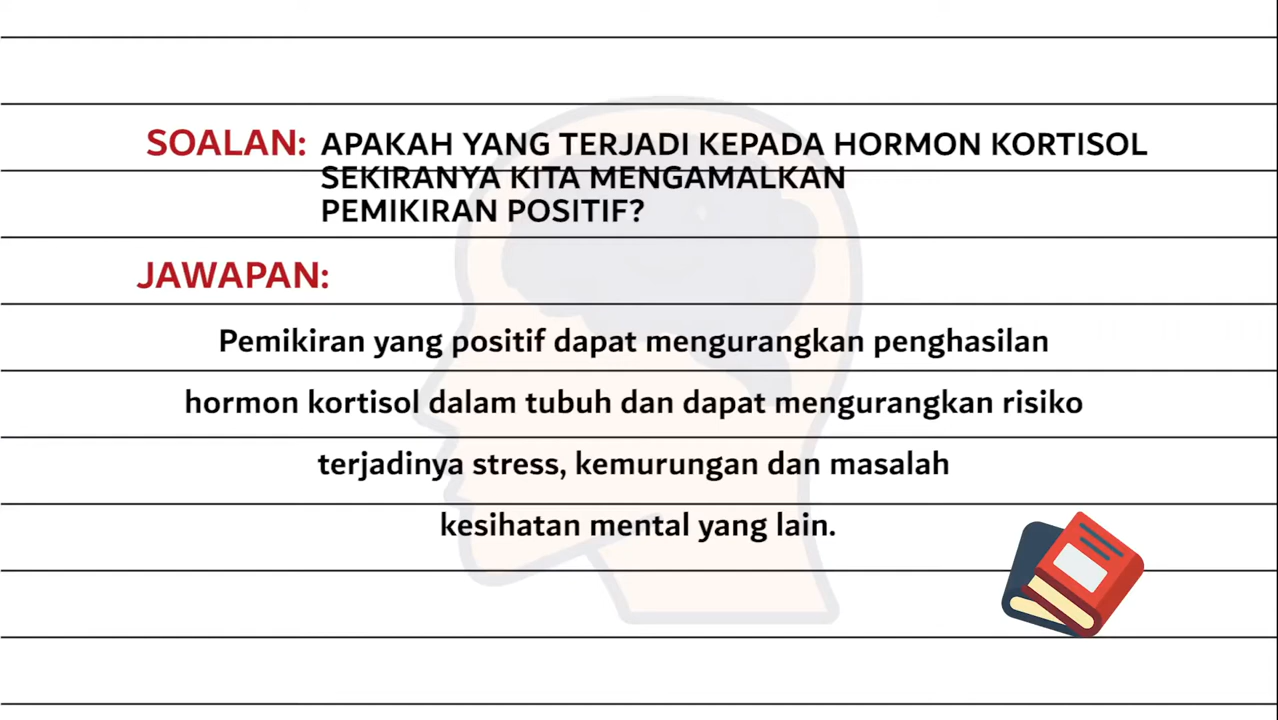 SOALAN: APAKAH YANG TERJADI KEPADA HORMON KORTISOL
SEKIRANYA KITA MENGAMALKAN
PEMIKIRAN POSITIF?
JAWAPAN:
Pemikiran yang positif dapat mengurangkan penghasilan
hormon kortisol dalam tubuh dan dapat mengurangkan risiko
terjadinya stress, kemurungan dan masalah
kesihatan mental yang lain.